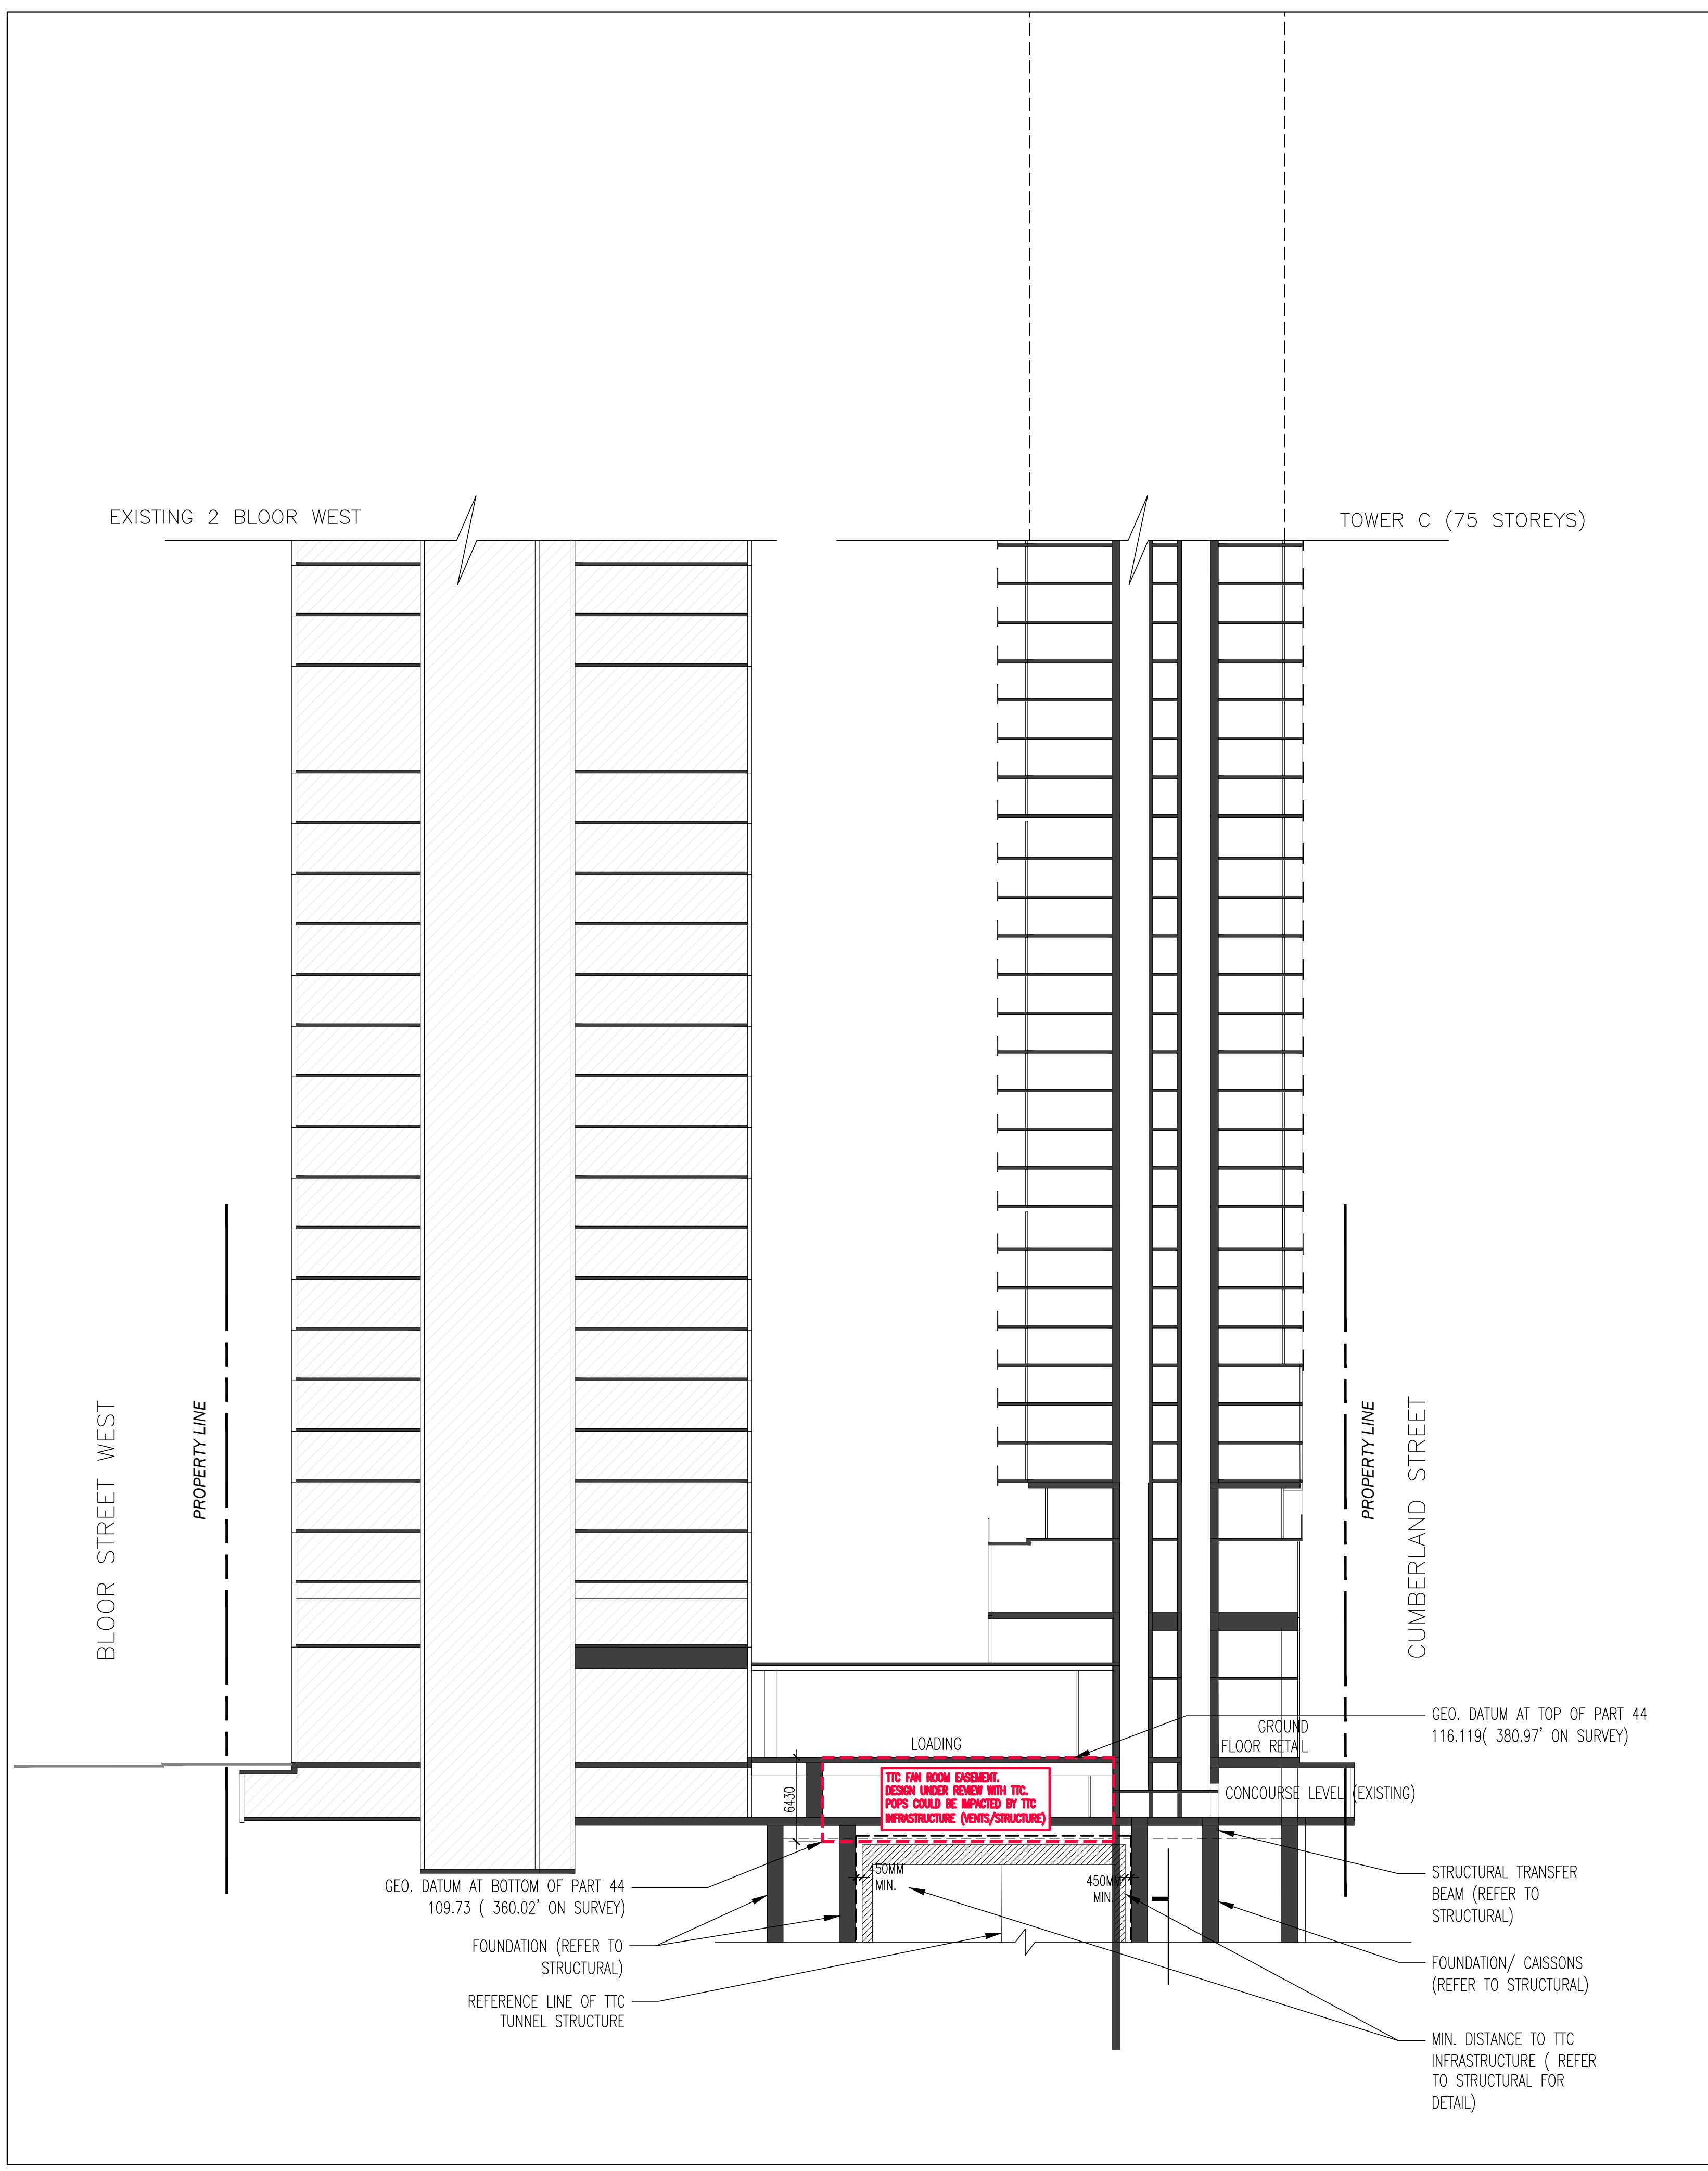 EXISTING 2 BLOOR WEST
TOWER C (75 STOREYS)
BLOOR STREET WEST
PROPERTY LINE
PROPERTY LINE
CUMBERLAND STREET
GEO. DATUM AT TOP OF PART 44
116.119( 380.97' ON SURVEY)
GROUND
FLOOR RETAIL
LOADING
TTC FAN ROOM EASEMENT.
DESIGN UNDER REVIEW WITH TTC.
POPS COULD BE IMPACTED BY TTC
INFRASTRUCTURE (VENTS/STRUCTURE)
6430
CONCOURSE LEVEL (EXISTING)
450MM
MIN.
450MM
MIN.
GEO. DATUM AT BOTTOM OF PART 44
109.73 ( 360.02' ON SURVEY)
FOUNDATION (REFER TO
STRUCTURAL)
REFERENCE LINE OF TTC
TUNNEL STRUCTURE
STRUCTURAL TRANSFER
BEAM (REFER TO
STRUCTURAL)
FOUNDATION/ CAISSONS
(REFER TO STRUCTURAL)
MIN. DISTANCE TO TTC
INFRASTRUCTURE ( REFER
TO STRUCTURAL FOR
DETAIL)